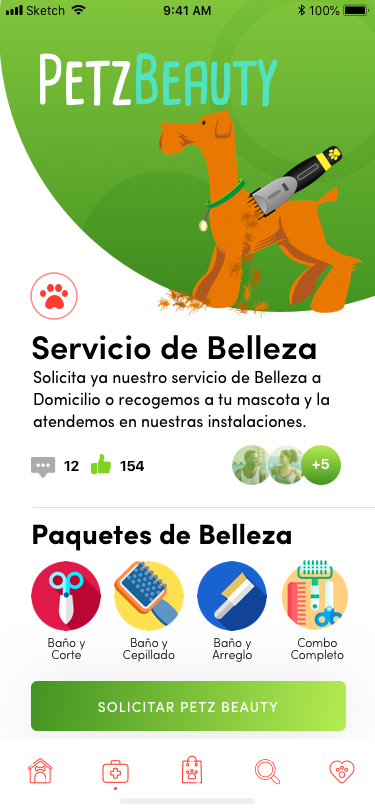 Sketch 9:41 AM 100%
PETZBEAUTY
Servicio de Belleza
Solicita ya nuestro servicio de Belleza a
Domicilio o recogemos a tu mascota y la
atendemos en nuestras instalaciones.
12 154 +5
Paquetes de Belleza
Baño y
Corte
Baño y
Cepillado
Baño y
Arreglo
Combo
Completo
SOLICITAR PETZ BEAUTY